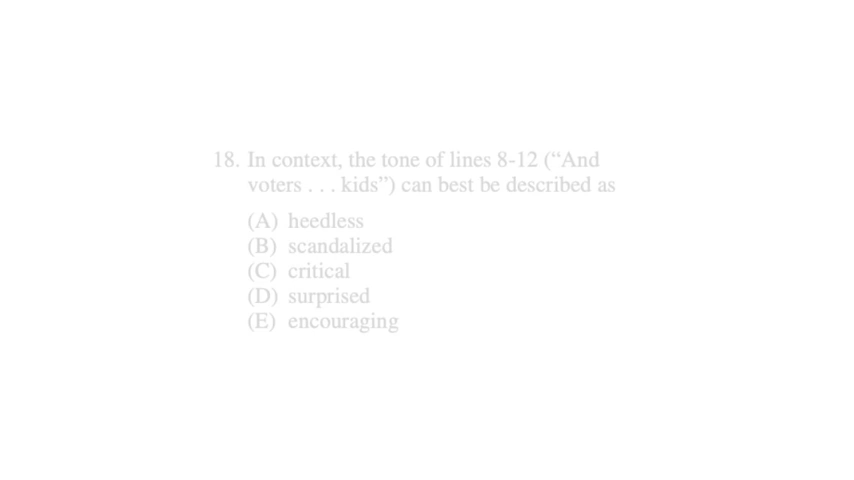 18. In context, the tone of lines 8-12 (“And
voters . . . kids”) can best be described as
(A) heedless
(B) scandalized
(C) critical
(D) surprised
(E) encouraging